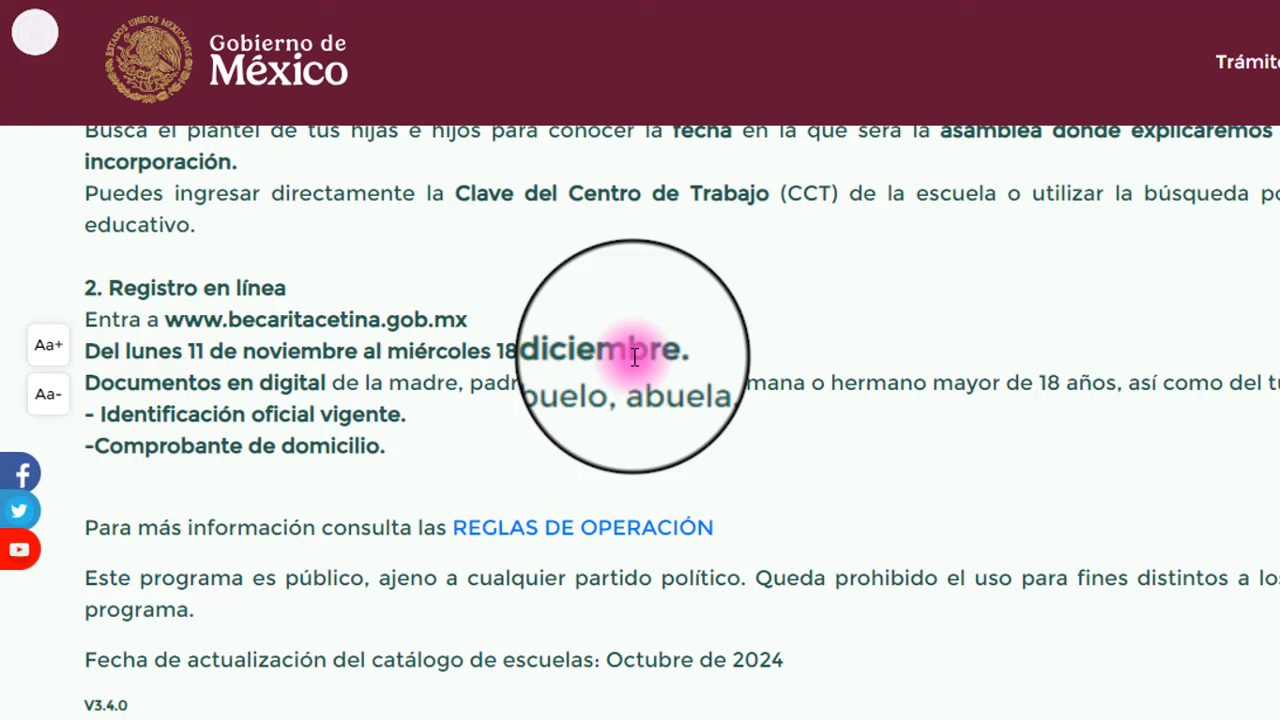 ESTADOS UNIDOS MEXICANOS
Gobierno de
México
Busca el plantel de tus hijas e hijos para conocer la fecha en la que será la asamblea donde explicaremos
incorporación.
Puedes ingresar directamente la Clave del Centro de Trabajo (CCT) de la escuela o utilizar la búsqueda
educativo.
2. Registro en línea
Entra a www.becaritacetina.gob.mx
Aa+
Del lunes 11 de noviembre al miércoles 18 diciembre.
Documentos en digital de la madre, abuela, mana o hermano mayor de 18 años, así como del
Aa-
- Identificación oficial vigente.
-Comprobante de domicilio.
Para más información consulta las REGLAS DE OPERACIÓN
Este programa es público, ajeno a cualquier partido político. Queda prohibido el uso para fines distintos a
programa.
Fecha de actualización del catálogo de escuelas: Octubre de 2024
V3.4.0